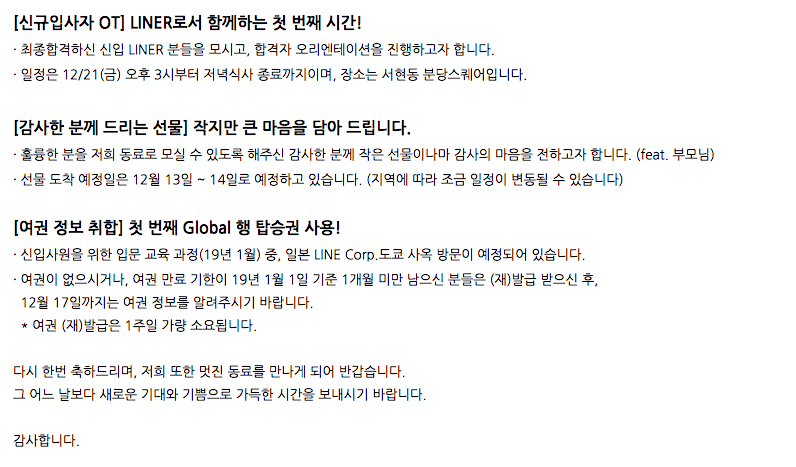 [신규입사자 OT] LINER로서 함께하는 첫 번째 시간!
· 최종합격하신 신입 LINER 분들을 모시고, 합격자 오리엔테이션을 진행하고자 합니다.
· 일정은 12/21(금) 오후 3시부터 저녁식사 종료까지이며, 장소는 서현동 분당스퀘어입니다.
[감사한 분께 드리는 선물] 작지만 큰 마음을 담아 드립니다.
· 훌륭한 분을 저희 동료로 모실 수 있도록 해주신 감사한 분께 작은 선물이나마 감사의 마음을 전하고자 합니다. (feat. 부모님)
· 선물 도착 예정일은 12월 13일 ~ 14일로 예정하고 있습니다. (지역에 따라 조금 일정이 변동될 수 있습니다)
[여권 정보 취합] 첫 번째 Global 행 탑승권 사용!
· 신입사원을 위한 입문 교육 과정(19년 1월) 중, 일본 LINE Corp.도쿄 사옥 방문이 예정되어 있습니다.
· 여권이 없으시거나, 여권 만료 기한이 19년 1월 1일 기준 1개월 미만 남으신 분들은 (재)발급 받으신 후,
12월 17일까지는 여권 정보를 알려주시기 바랍니다.
* 여권 (재)발급은 1주일 가량 소요됩니다.
다시 한번 축하드리며, 저희 또한 멋진 동료를 만나게 되어 반갑습니다.
그 어느 날보다 새로운 기대와 기쁨으로 가득한 시간을 보내시기 바랍니다.
감사합니다.